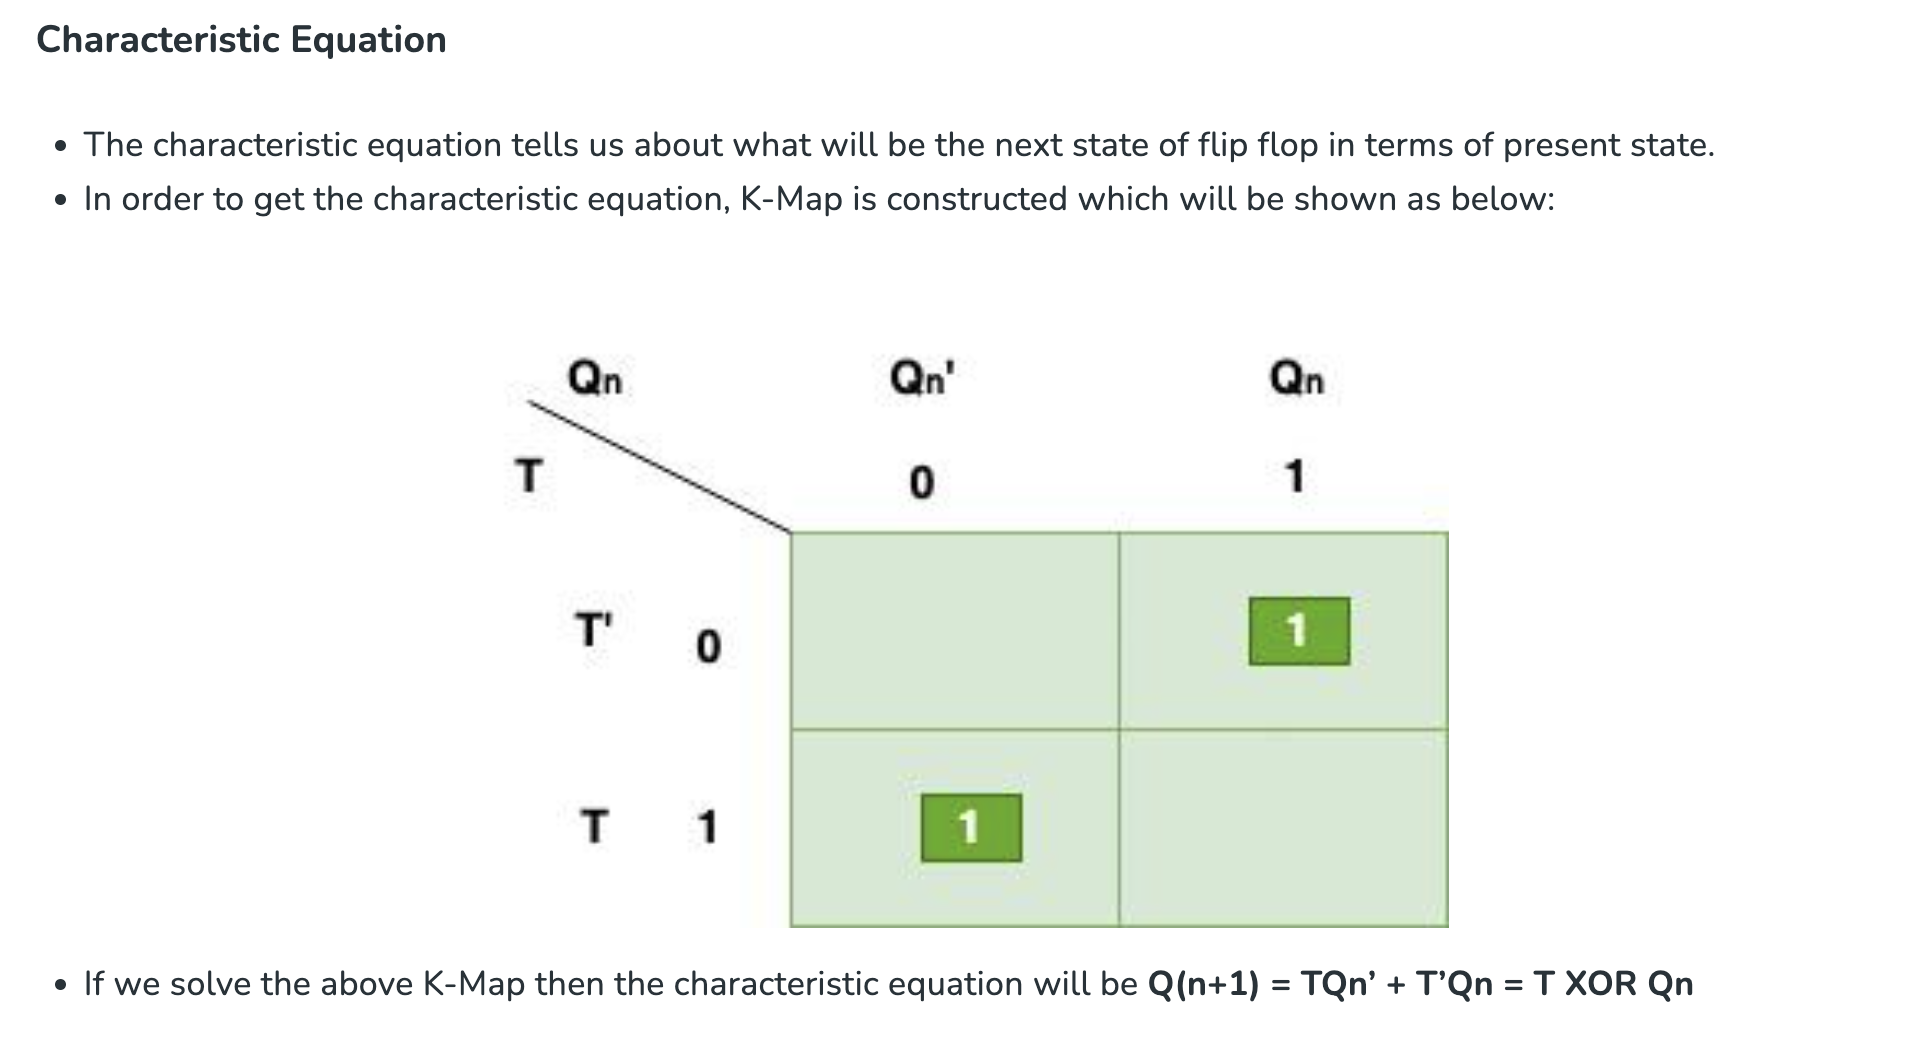 Characteristic Equation
• The characteristic equation tells us about what will be the next state of flip flop in terms of present state.
• In order to get the characteristic equation, K-Map is constructed which will be shown as below:
Qn Qn' Qn
T 0 1
T' 0 1
T 1 1
• If we solve the above K-Map then the characteristic equation will be Q(n+1) = TQn’ + T’Qn = T XOR Qn